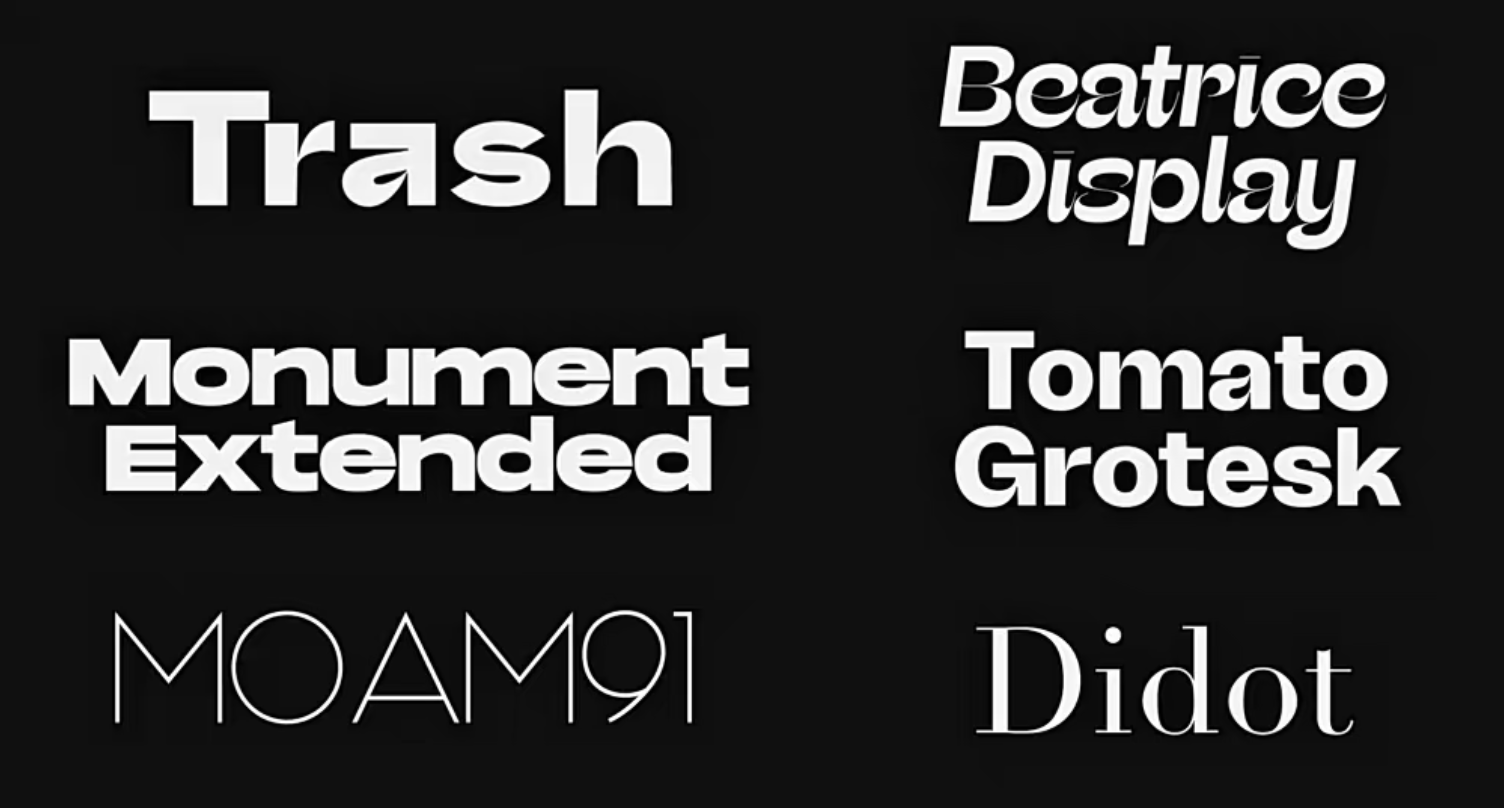 Trash
Beatrice
Display
Monument
Extended
Tomato
Grotesk
MOAM91
Didot